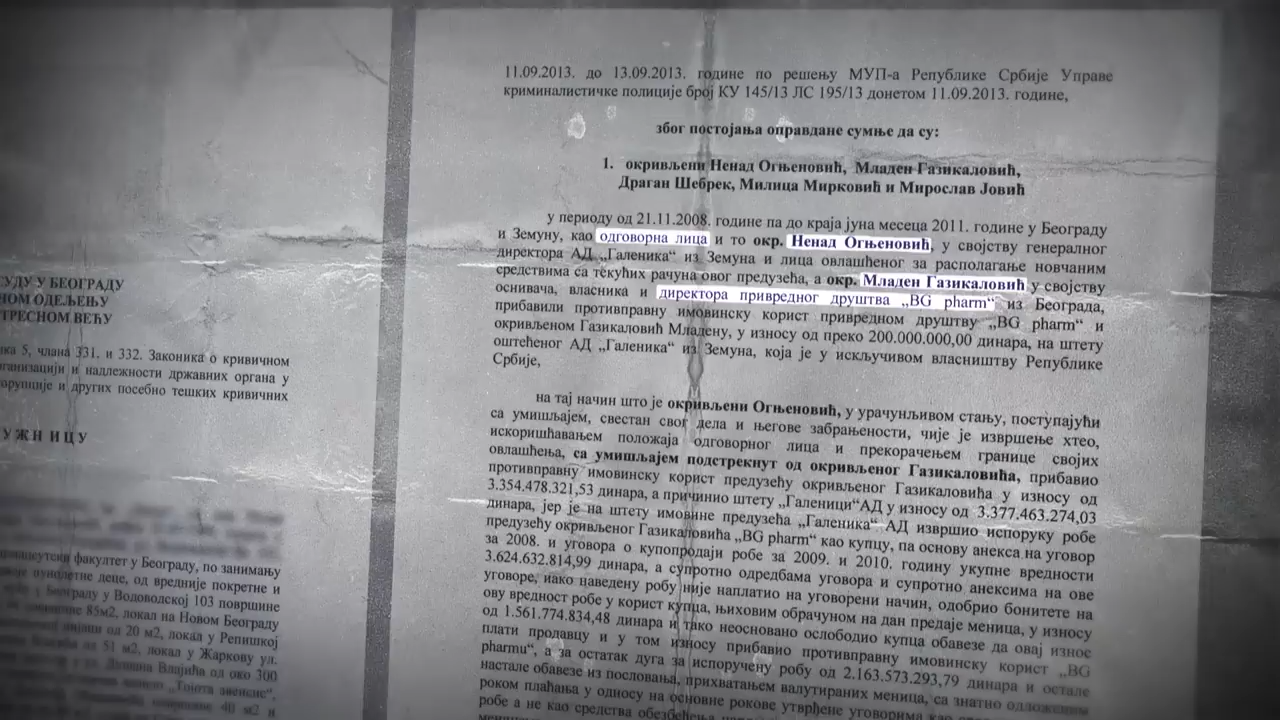 СУДУ У БЕОГРАДУ
НОМ ОДЕЉЕЊУ
ТРЕСНОМ ВЕЋУ
члана 331. и 332. Законика о кривичном
и надлежности државних органа у
и других посебно тешких кривичних
факултет у Београду, по занимању
деце, од вредније покретне и
у Београду у Водоводској 103 површине
85м2, локал на Новом Београду
од 20 м2, локал у Репишкој
од 51 м2, локал у Жаркову ул.
од око 300
40 м2 и
11.09.2013. до 13.09.2013. године по решењу МУП-а Републике Србије Управе
криминалистичке полиције број КУ 145/13 ЛС 195/13 донетом 11.09.2013. године,
због постојања оправдане сумње да су:
1. окривљени Ненад Огњеновић, Младен Газикаловић,
Драган Шебрек, Милица Мирковић и Мирослав Јовић
у периоду од 21.11.2008. године па до краја јуна месеца 2011. године у Београду
и Земуну, као одговорна лица и то окр. Ненад Огњеновић, у својству генералног
директора АД „Галеника“ из Земуна и лица овлашћеног за располагање новчаним
средствима са текућих рачуна овог предузећа, а окр. Младен Газикаловић у својству
оснивача, власника и директора привредног друштва „BG pharm“ из Београда,
прибавили противправну имовинску корист привредном друштву „BG pharm“ и
окривљеном Газикаловић Младену, у износу од преко 200.000.000,00 динара, на штету
оштећеног АД „Галеника“ из Земуна, која је у искључивом власништву Републике
Србије,
на тај начин што је окривљени Огњеновић, у урачунљивом стању, поступајући
са умишљајем, свестан свог дела и његове забрањености, чије је извршење хтео,
искоришћавањем положаја одговорног лица и прекорачењем границе својих
овлашћења, са умишљајем подстрекнут од окривљеног Газикаловића, прибавио
противправну имовинску корист предузећу окривљеног Газикаловића у износу од
3.354.478.321,53 динара, а причинио штету „Галеници“АД у износу од 3.377.463.274,03
динара, јер је на штету имовине предузећа „Галеника“ АД извршио испоруку робе
предузећу окривљеног Газикаловића „BG pharm“ као купцу, па основу анекса на уговор
за 2008. и уговора о купопродаји робе за 2009. и 2010. годину укупне вредности
3.624.632.814,99 динара, а супротно одредбама уговора и супротно анексима на ове
уговоре, иако наведену робу није наплатио на уговорени начин, одобрио бонитете на
ову вредност робе у корист купца, њиховим обрачуном на дан предаје меница, у износу
од 1.561.774.834,48 динара и тако неосновано ослободио купца обавезе да овај износ
плати продавцу и у том износу прибавио противправну имовинску корист „BG
pharmu“, а за остатак дуга за испоручену робу од 2.163.573.293,79 динара и остале
настале обавезе из пословања, прихватањем валутираних меница, са знатно одложеним
роком плаћања у односу на основне рокове утврђене уговорима као
робе а не као средства